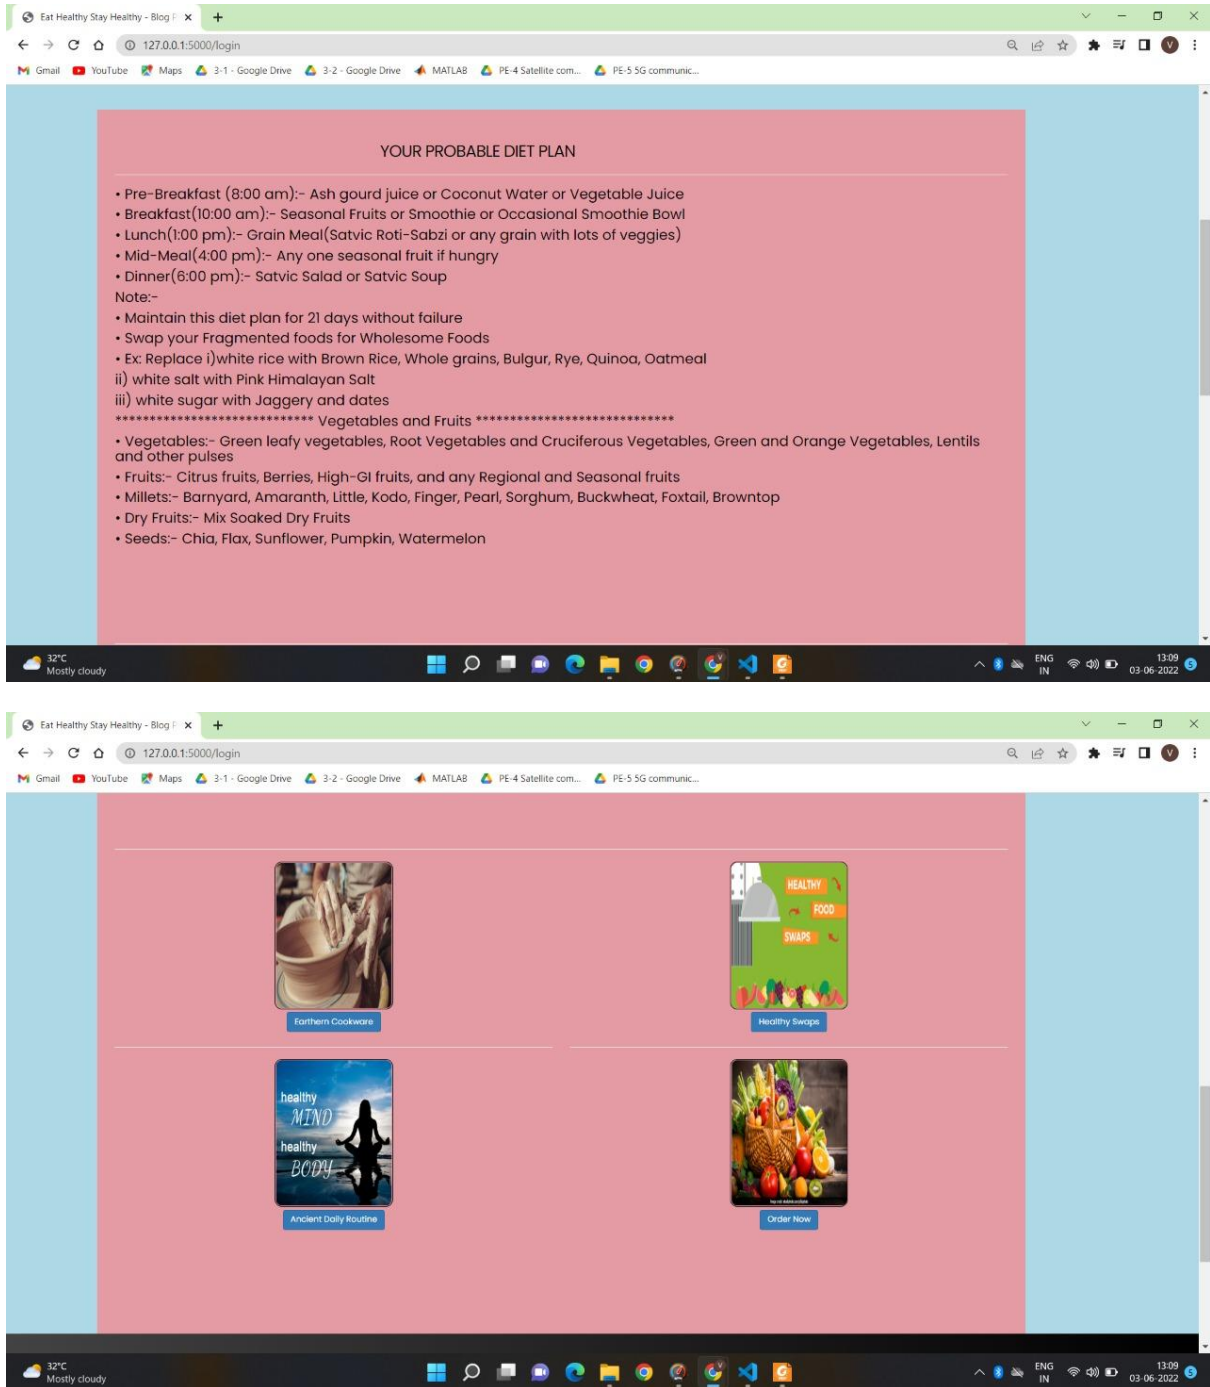 Eat Healthy Stay Healthy - Blog P
127.0.0.1:5000/login
Gmail YouTube Maps 3-1 - Google Drive 3-2 - Google Drive MATLAB PE-4 Satellite com... PE-5 5G communic...
YOUR PROBABLE DIET PLAN
• Pre-Breakfast (8:00 am):- Ash gourd juice or Coconut Water or Vegetable Juice
• Breakfast(10:00 am):- Seasonal Fruits or Smoothie or Occasional Smoothie Bowl
• Lunch(1:00 pm):- Grain Meal(Satvic Roti-Sabzi or any grain with lots of veggies)
• Mid-Meal(4:00 pm):- Any one seasonal fruit if hungry
• Dinner(6:00 pm):- Satvic Salad or Satvic Soup
Note:-
• Maintain this diet plan for 21 days without failure
• Swap your Fragmented foods for Wholesome Foods
• Ex: Replace i)white rice with Brown Rice, Whole grains, Bulgur, Rye, Quinoa, Oatmeal
ii) white salt with Pink Himalayan Salt
iii) white sugar with Jaggery and dates
***************************** Vegetables and Fruits *****************************
• Vegetables:- Green leafy vegetables, Root Vegetables and Cruciferous Vegetables, Green and Orange Vegetables, Lentils
and other pulses
• Fruits:- Citrus fruits, Berries, High-GI fruits, and any Regional and Seasonal fruits
• Millets:- Barnyard, Amaranth, Little, Kodo, Finger, Pearl, Sorghum, Buckwheat, Foxtail, Browntop
• Dry Fruits:- Mix Soaked Dry Fruits
• Seeds:- Chia, Flax, Sunflower, Pumpkin, Watermelon
32°C
Mostly cloudy
ENG
IN
13:09
03-06-2022
Eat Healthy Stay Healthy - Blog P
127.0.0.1:5000/login
Gmail YouTube Maps 3-1 - Google Drive 3-2 - Google Drive MATLAB PE-4 Satellite com... PE-5 5G communic...
HEALTHY
FOOD
SWAPS
Earthern Cookware
Healthy Swaps
healthy
MIND
healthy
BODY
Ancient Daily Routine
Order Now
32°C
Mostly cloudy
ENG
IN
13:09
03-06-2022